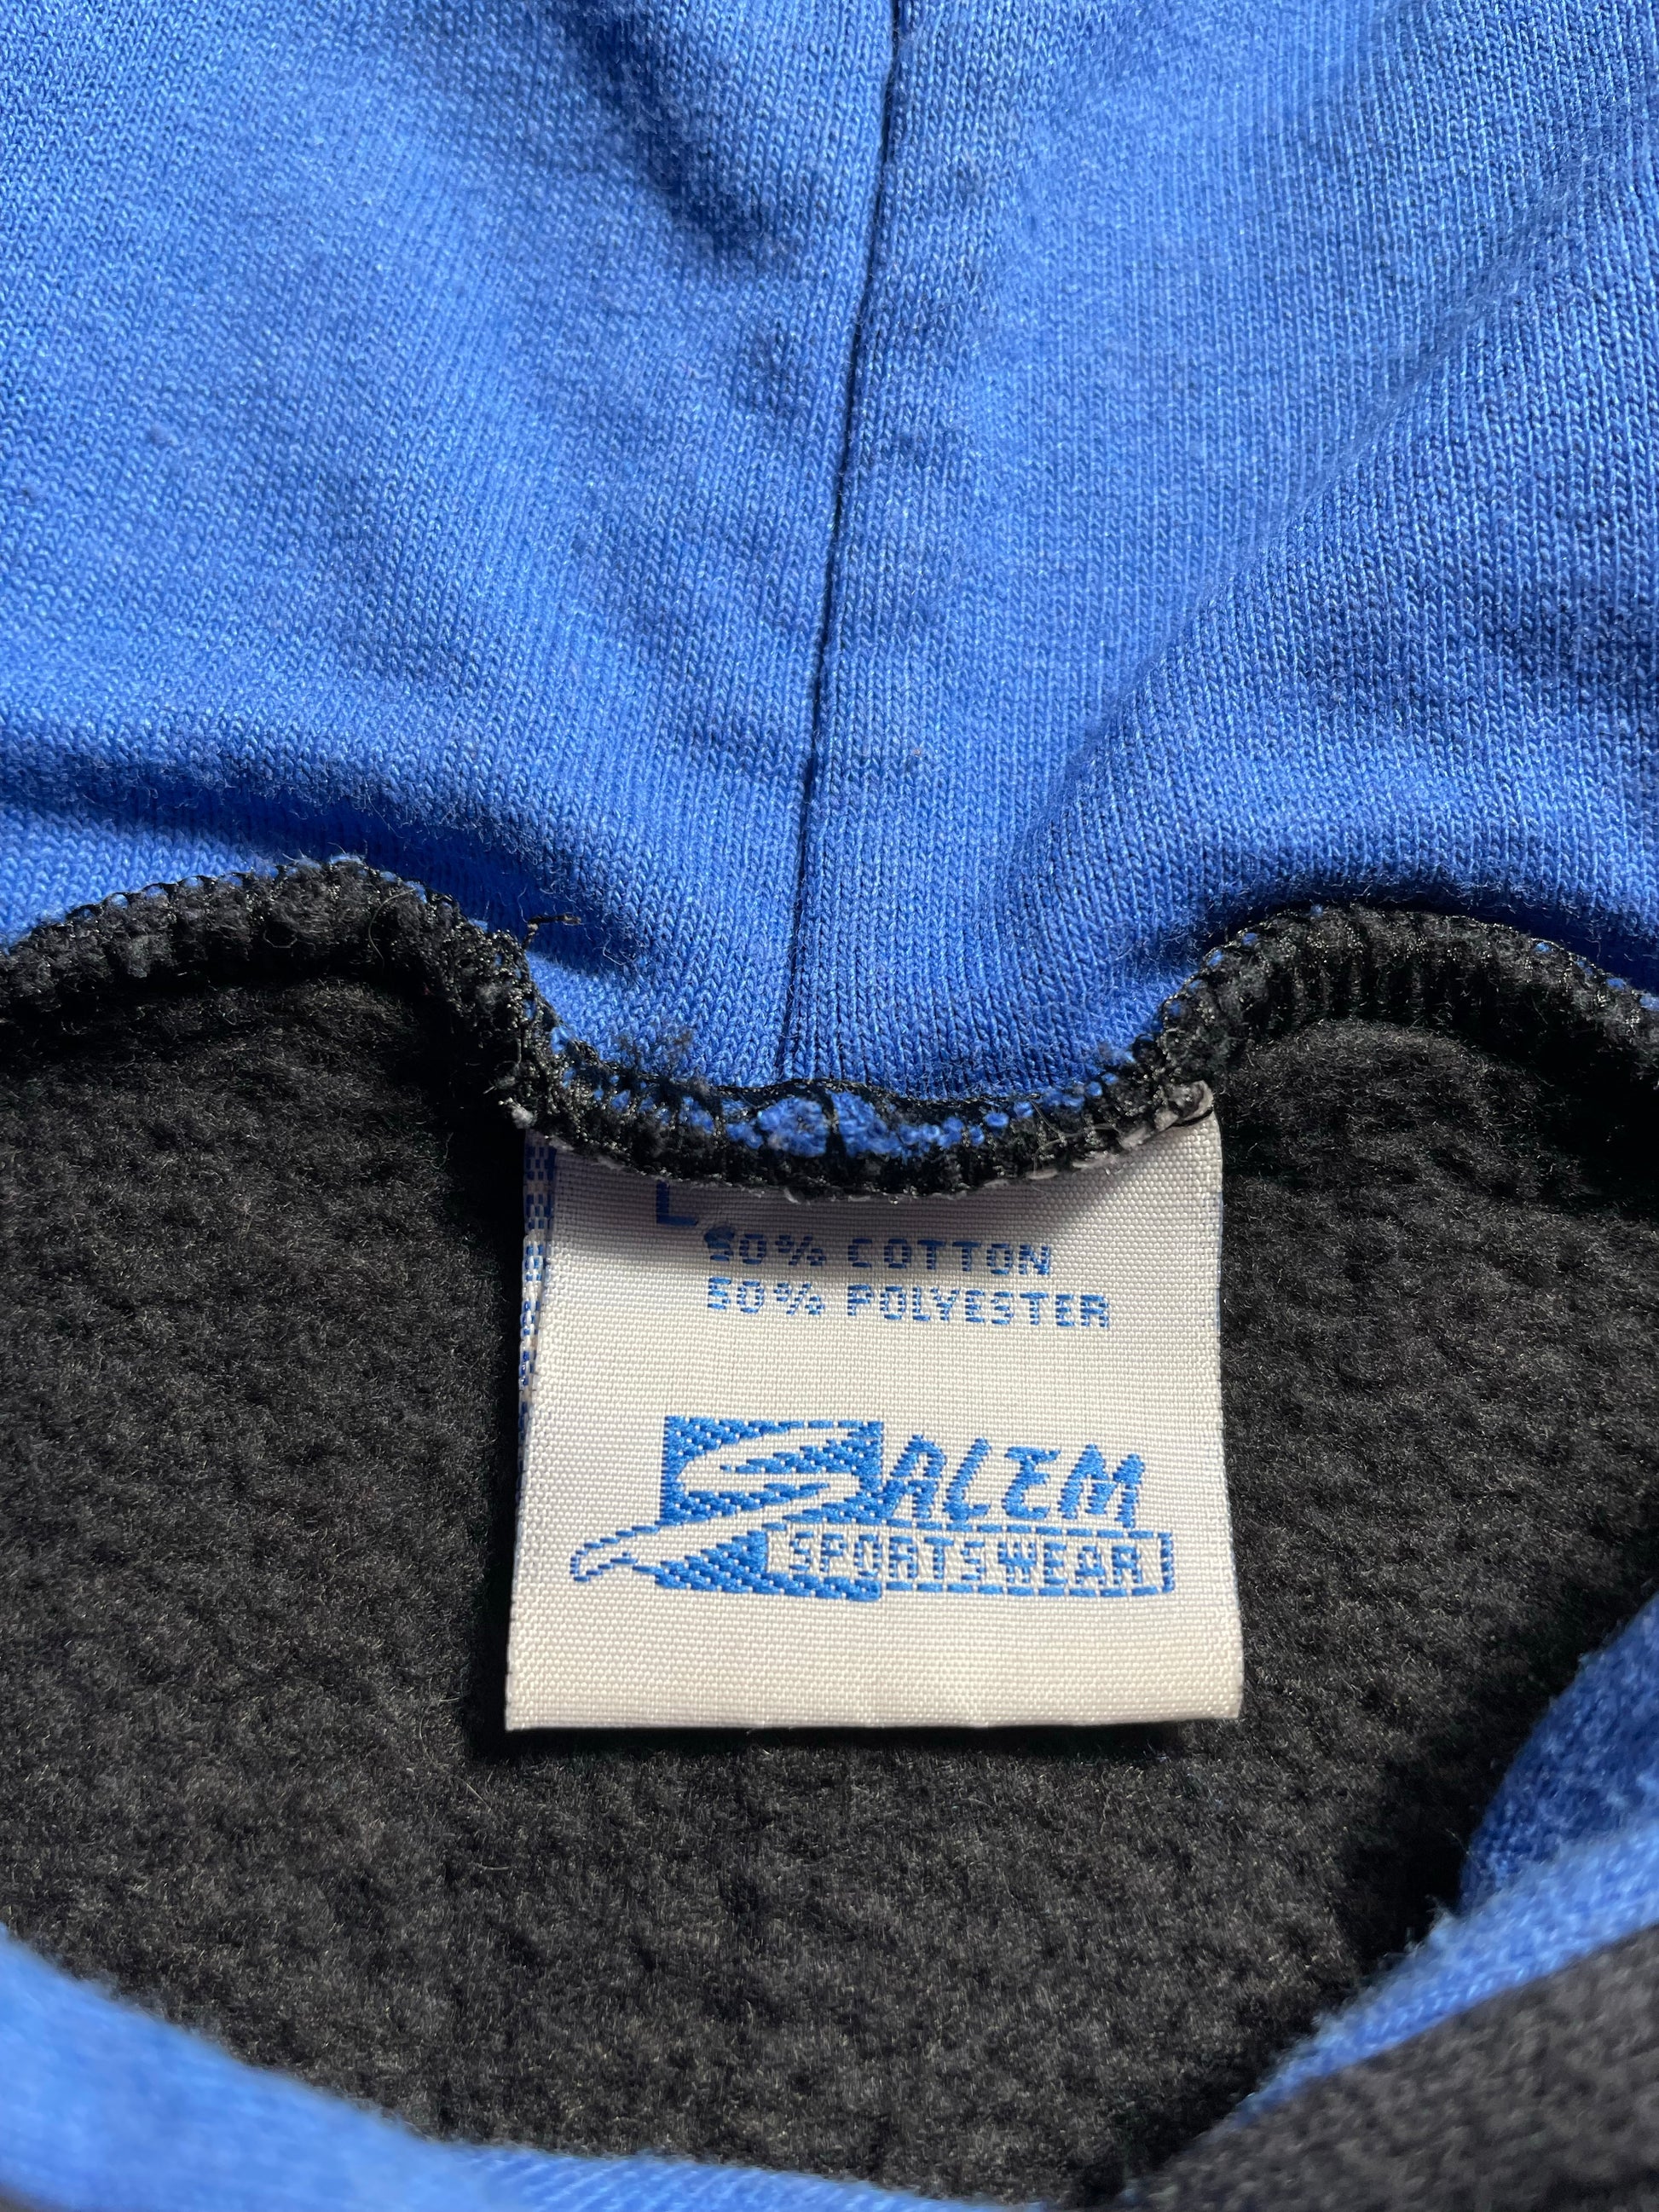 L
50% COTTON
50% POLYESTER
SALEM
SPORTSWEAR